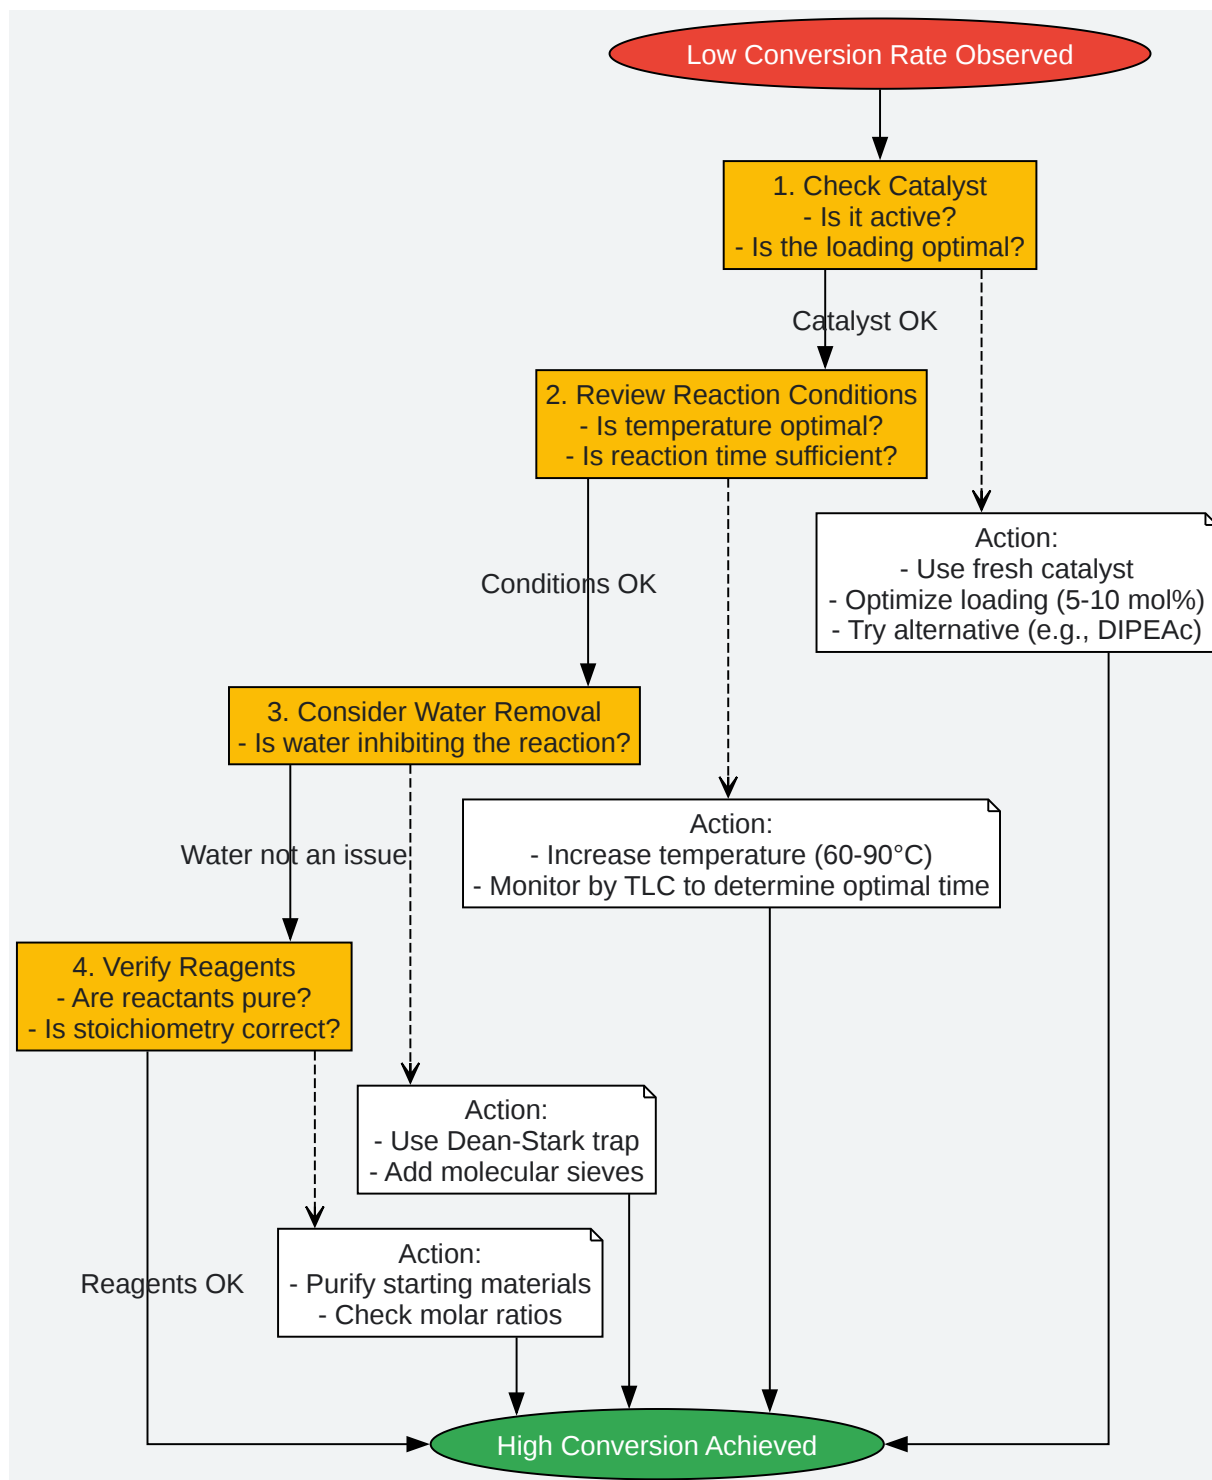 Low Conversion Rate Observed
1. Check Catalyst
- Is it active?
- Is the loading optimal?
Catalyst OK
2. Review Reaction Conditions
- Is temperature optimal?
- Is reaction time sufficient?
Action:
- Use fresh catalyst
- Optimize loading (5-10 mol%)
- Try alternative (e.g., DIPEAc)
Conditions OK
3. Consider Water Removal
- Is water inhibiting the reaction?
Action:
- Increase temperature (60-90°C)
- Monitor by TLC to determine optimal time
Water not an issue
4. Verify Reagents
- Are reactants pure?
- Is stoichiometry correct?
Action:
- Use Dean-Stark trap
- Add molecular sieves
Action:
- Purify starting materials
- Check molar ratios
Reagents OK
High Conversion Achieved